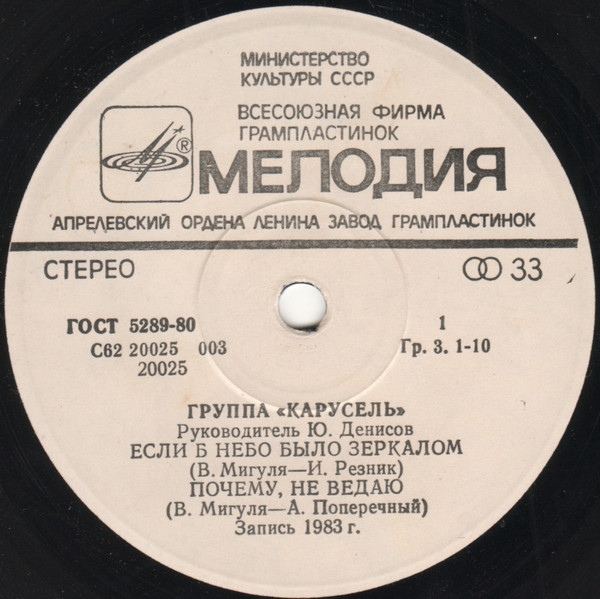 МИНИСТЕРСТВО
КУЛЬТУРЫ СССР
ВСЕСОЮЗНАЯ ФИРМА
ГРАМПЛАСТИНОК
® МЕЛОДИЯ
АПРЕЛЕВСКИЙ ОРДЕНА ЛЕНИНА ЗАВОД ГРАМПЛАСТИНОК
СТЕРЕО 33
ГОСТ 5289-80 1
С62 20025 003 Гр. 3. 1-10
20025
ГРУППА «КАРУСЕЛЬ»
Руководитель Ю. Денисов
ЕСЛИ Б НЕБО БЫЛО ЗЕРКАЛОМ
(В. Мигуля—И. Резник)
ПОЧЕМУ, НЕ ВЕДАЮ
(В. Мигуля—А. Поперечный)
Запись 1983 г.